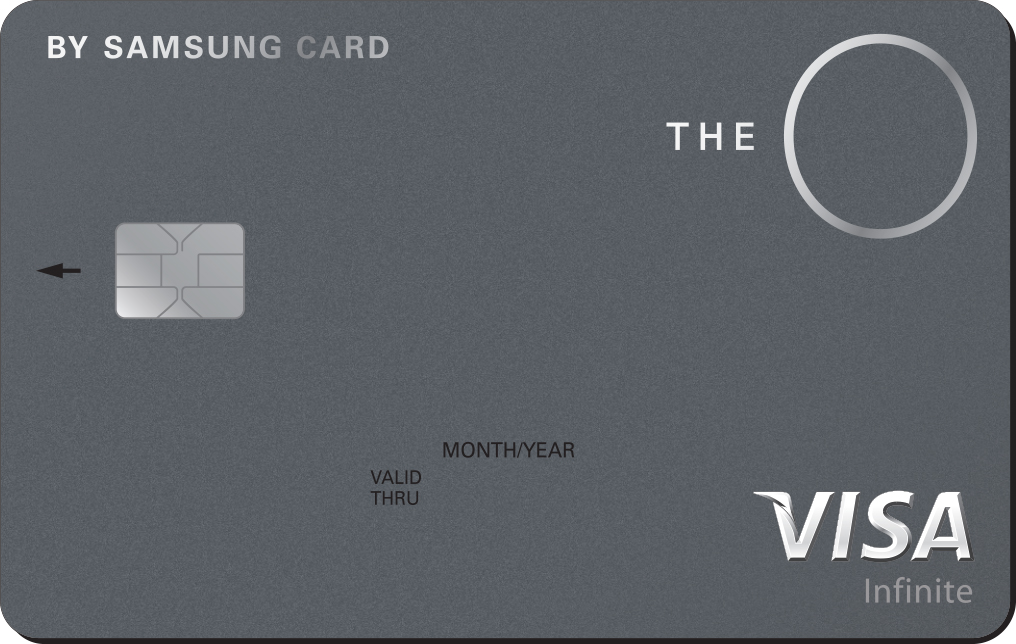 BY SAMSUNG CARD
THE O
MONTH/YEAR
VALID
THRU
VISA
Infinite